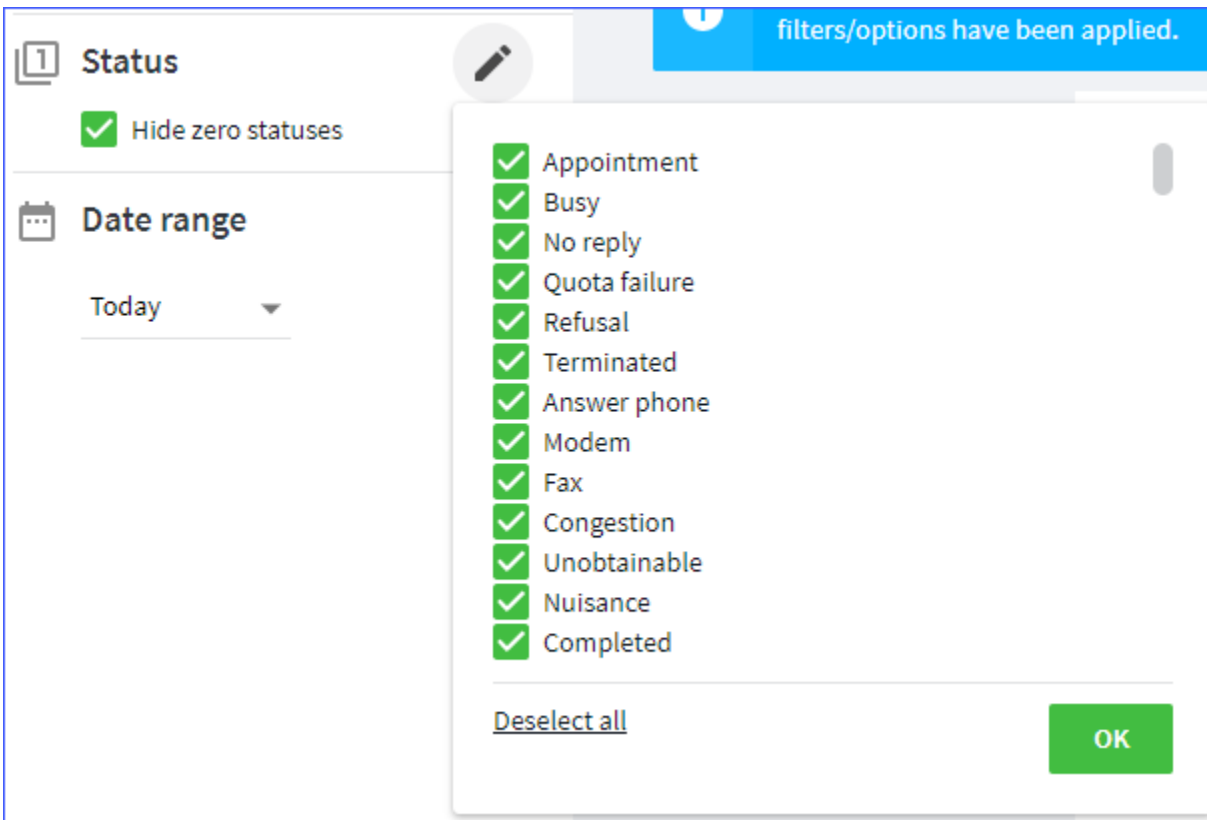 filters/options have been applied.
Status
Hide zero statuses
Date range
Today
Appointment
Busy
No reply
Quota failure
Refusal
Terminated
Answer phone
Modem
Fax
Congestion
Unobtainable
Nuisance
Completed
Deselect all
OK